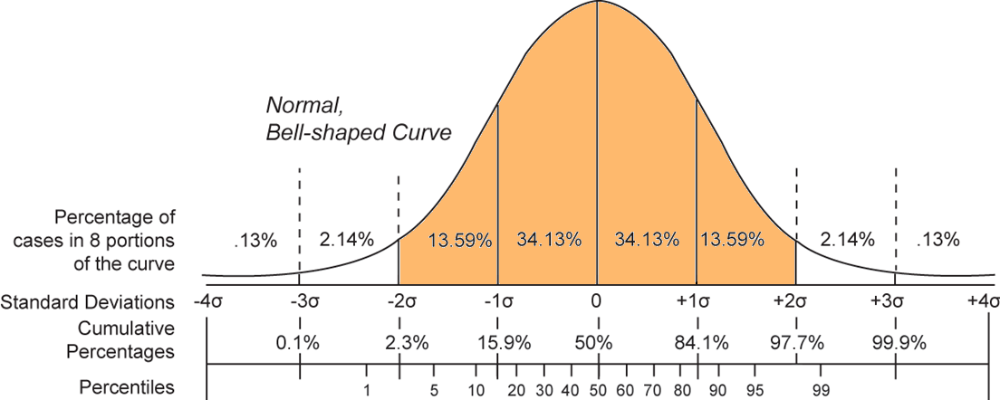 Normal,
Bell-shaped Curve
Percentage of
cases in 8 portions
of the curve
.13% 2.14% 13.59% 34.13% 34.13% 13.59% 2.14% .13%
Standard Deviations -4σ -3σ -2σ -1σ 0 +1σ +2σ +3σ +4σ
Cumulative
Percentages
0.1% 2.3% 15.9% 50% 84.1% 97.7% 99.9%
Percentiles 1 5 10 20 30 40 50 60 70 80 90 95 99